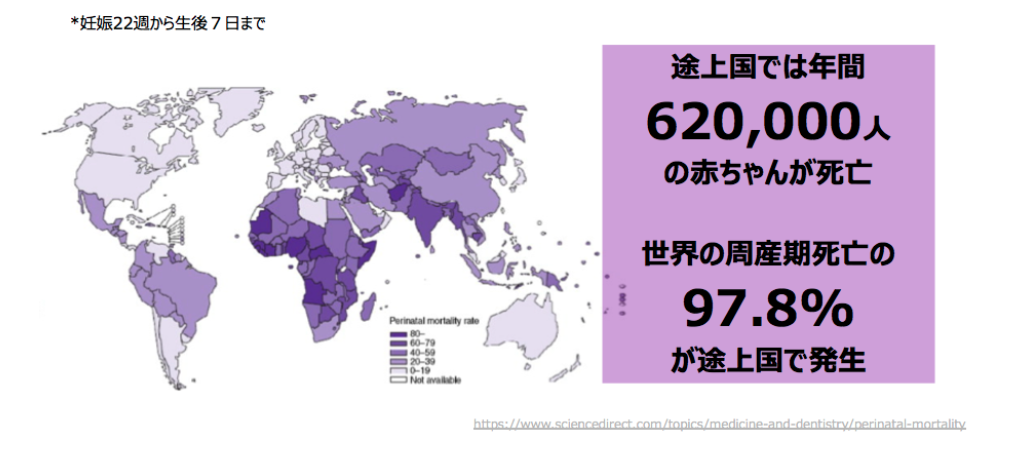 *妊娠22週から生後７日まで
途上国では年間
620,000人
の赤ちゃんが死亡
世界の周産期死亡の
97.8%
が途上国で発生
Perinatal mortality rate
80–
60–79
40–59
20–39
0–19
Not available
https://www.sciencedirect.com/topics/medicine-and-dentistry/perinatal-mortality